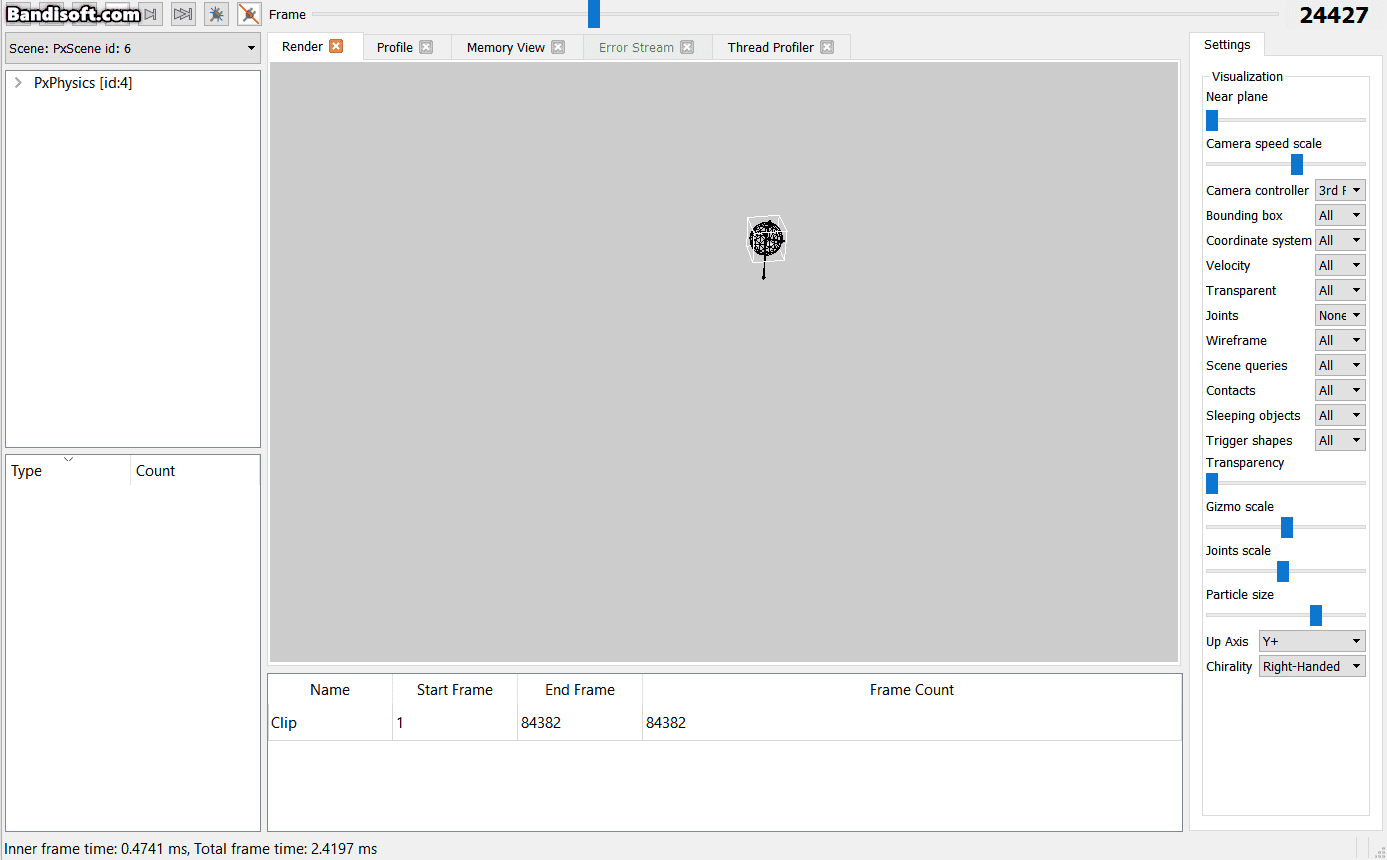 Bandisoft.com
Frame
24427
Scene: PxScene id: 6
Render
Profile
Memory View
Error Stream
Thread Profiler
Settings
PxPhysics [id:4]
Visualization
Near plane
Camera speed scale
Camera controller 3rd F
Bounding box All
Coordinate system All
Velocity All
Transparent All
Joints None
Wireframe All
Scene queries All
Contacts All
Sleeping objects All
Trigger shapes All
Transparency
Gizmo scale
Joints scale
Particle size
Up Axis Y+
Chirality Right-Handed
Type Count
Name Start Frame End Frame Frame Count
Clip 1 84382 84382
Inner frame time: 0.4741 ms, Total frame time: 2.4197 ms